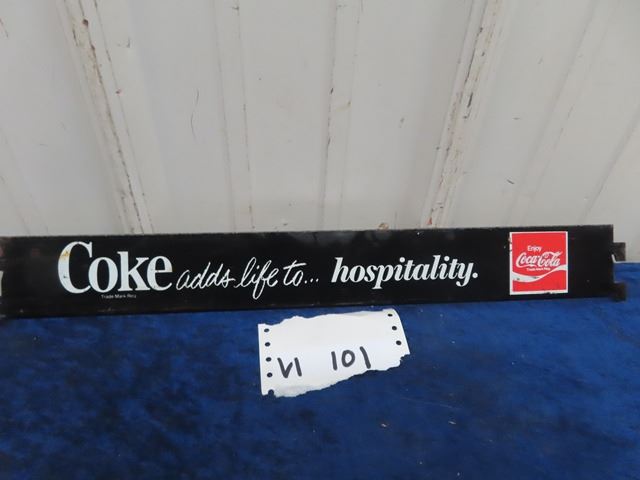 Coke adds life to... hospitality.
Trade Mark Reg.
Enjoy
Coca-Cola
Trade Mark Reg.
VI 101